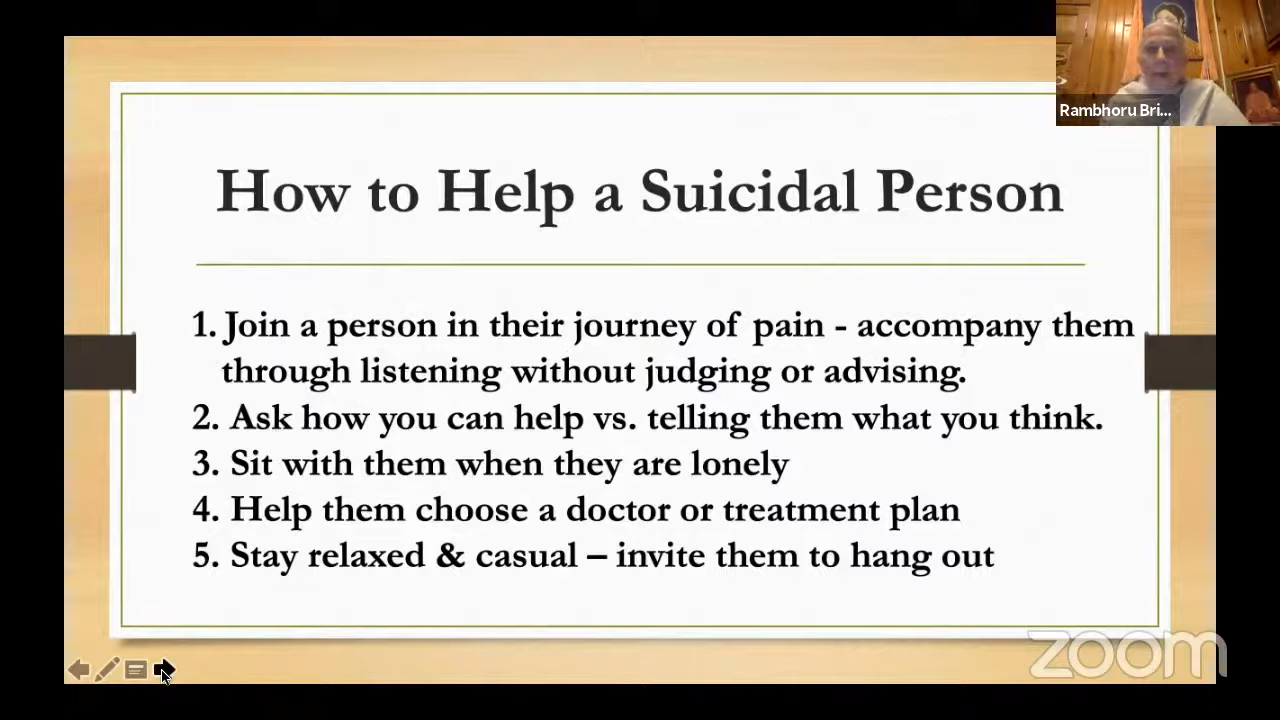 Rambhoru Bri...
How to Help a Suicidal Person
1. Join a person in their journey of pain - accompany them
through listening without judging or advising.
2. Ask how you can help vs. telling them what you think.
3. Sit with them when they are lonely
4. Help them choose a doctor or treatment plan
5. Stay relaxed & casual – invite them to hang out
zoom